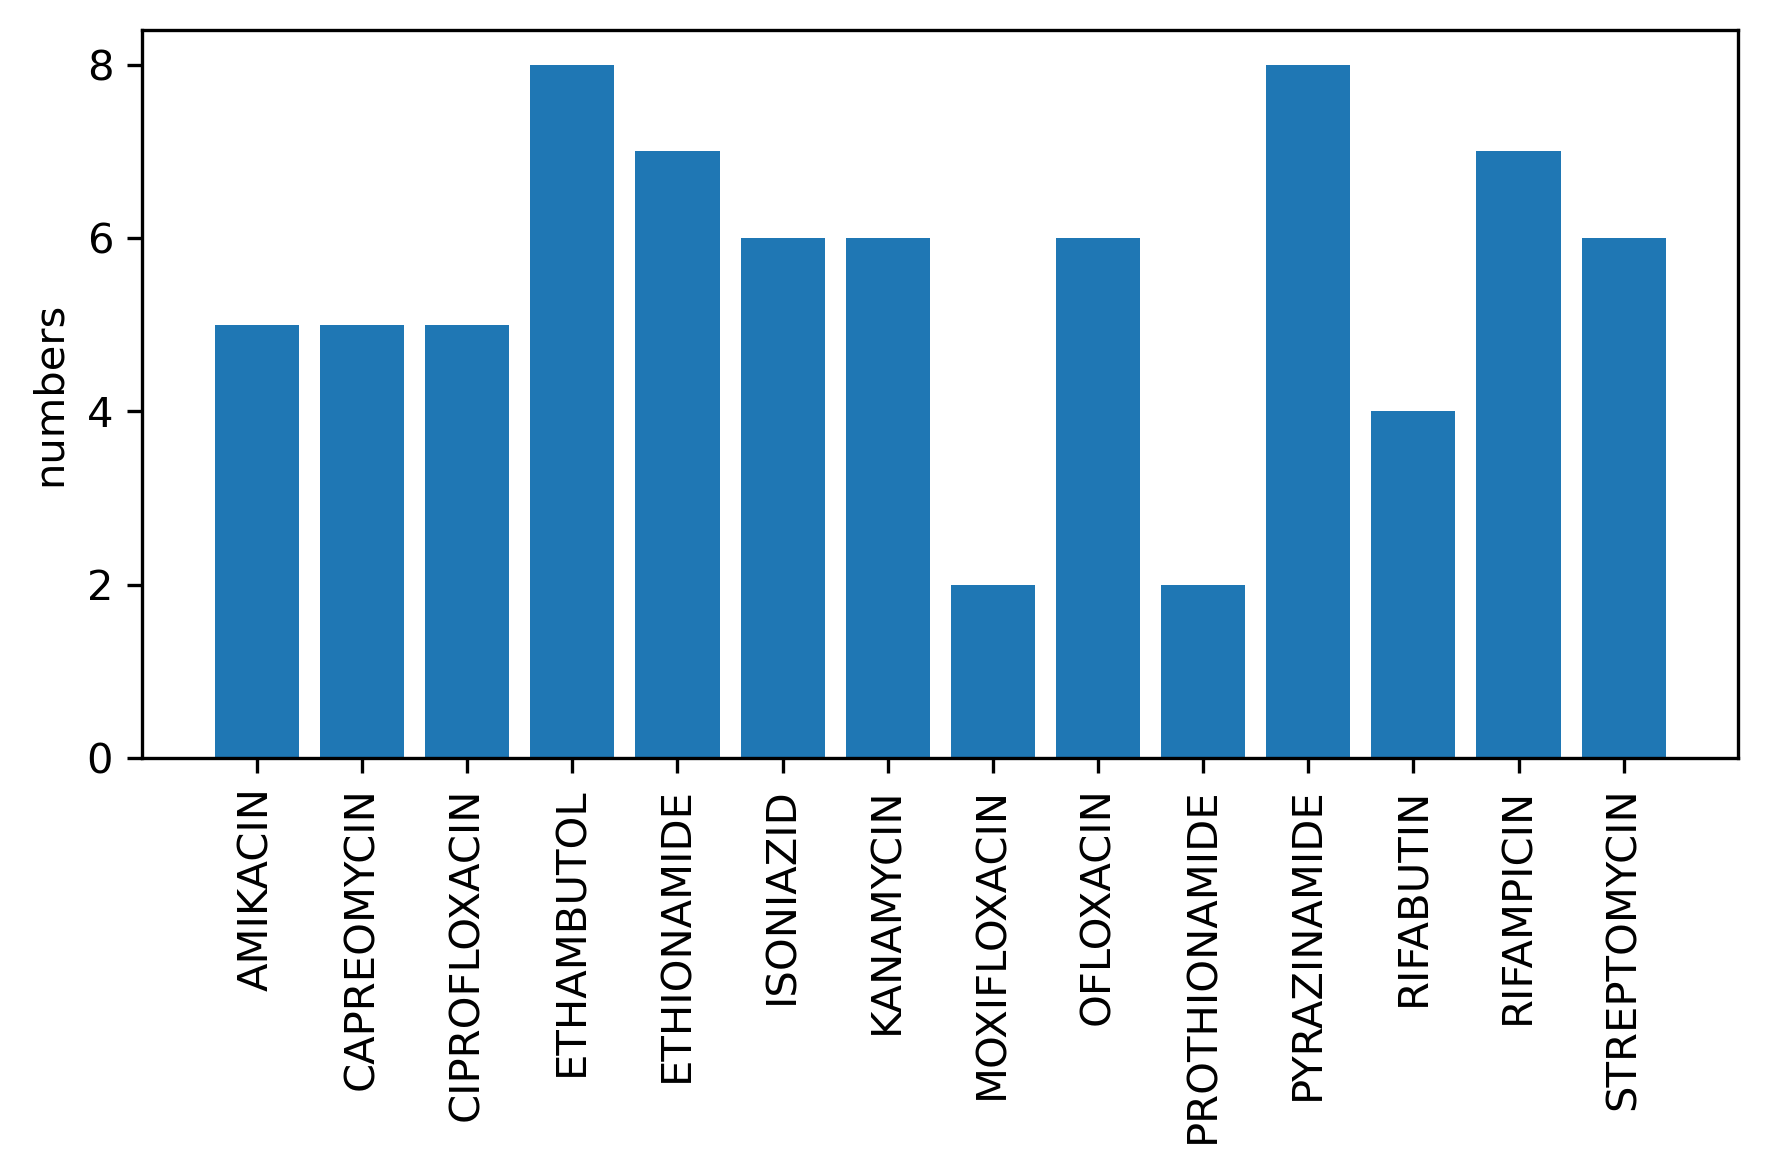 numbers
8
6
4
2
0
AMIKACIN
CAPREOMYCIN
CIPROFLOXACIN
ETHAMBUTOL
ETHIONAMIDE
ISONIAZID
KANAMYCIN
MOXIFLOXACIN
OFLOXACIN
PROTHIONAMIDE
PYRAZINAMIDE
RIFABUTIN
RIFAMPICIN
STREPTOMYCIN